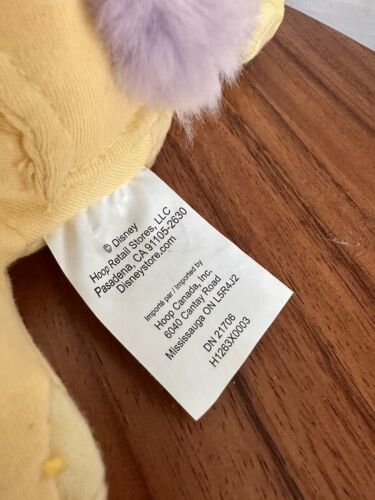 © Disney
Hoop Retail Stores, LLC
Pasadena, CA 91105-2630
Disneystore.com
Importé par / Imported by
Hoop Canada, Inc.
6040 Cantay Road
Mississauga ON L5R4J2
DN 21706
H1263X0003